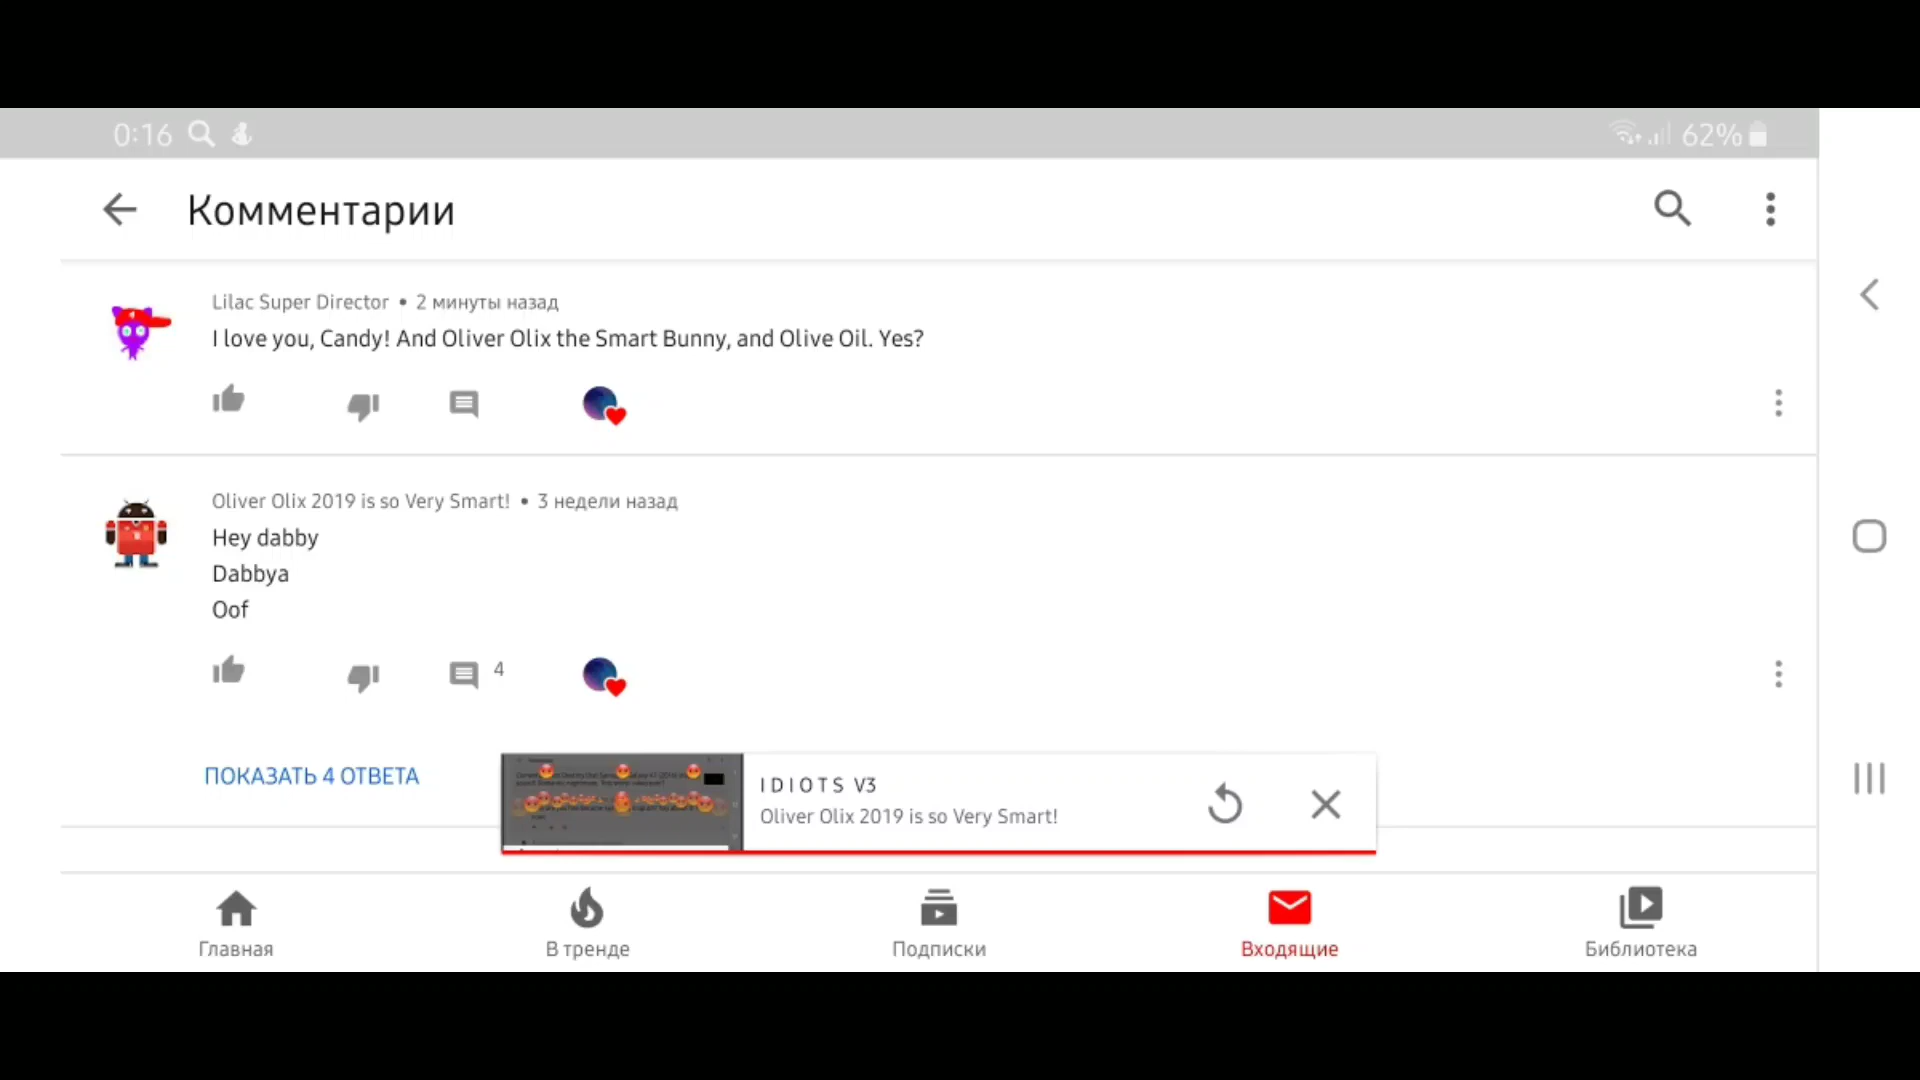 0:16
62%
Комментарии
Lilac Super Director • 2 минуты назад
I love you, Candy! And Oliver Olix the Smart Bunny, and Olive Oil. Yes?
Oliver Olix 2019 is so Very Smart! • 3 недели назад
Hey dabby
Dabbya
Oof
4
ПОКАЗАТЬ 4 ОТВЕТА
I D I O T S V3
Oliver Olix 2019 is so Very Smart!
Главная
В тренде
Подписки
Входящие
Библиотека